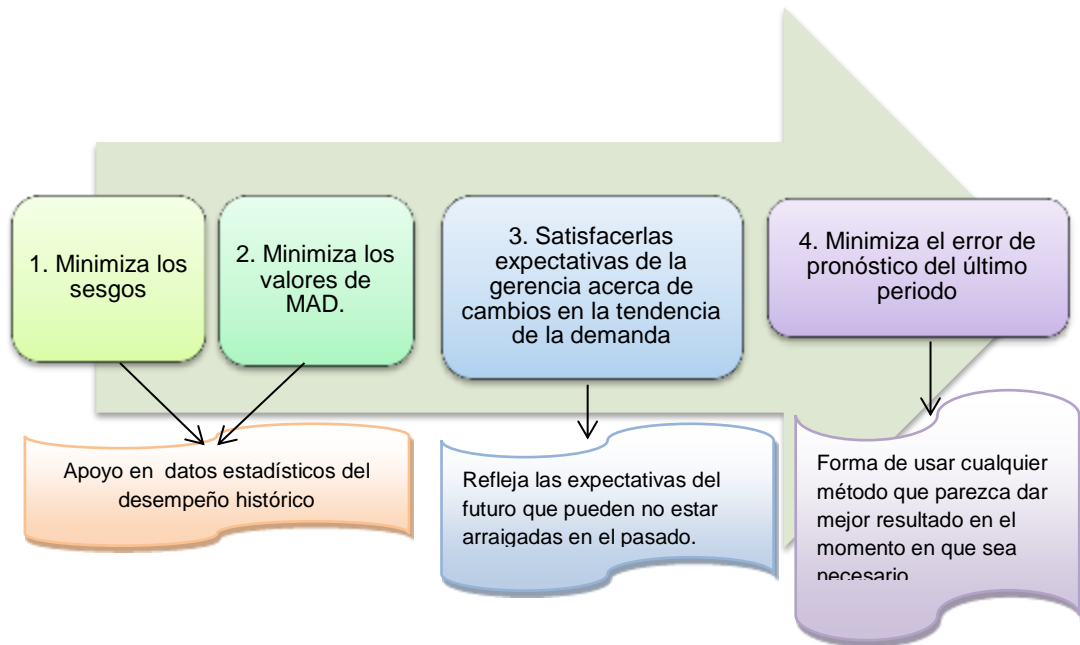 1. Minimiza los
sesgos
2. Minimiza los
valores de
MAD.
3. Satisfacerlas
expectativas de la
gerencia acerca de
cambios en la tendencia
de la demanda
4. Minimiza el error de
pronóstico del último
periodo
Apoyo en datos estadísticos del
desempeño histórico
Refleja las expectativas del
futuro que pueden no estar
arraigadas en el pasado.
Forma de usar cualquier
método que parezca dar
mejor resultado en el
momento en que sea
necesario